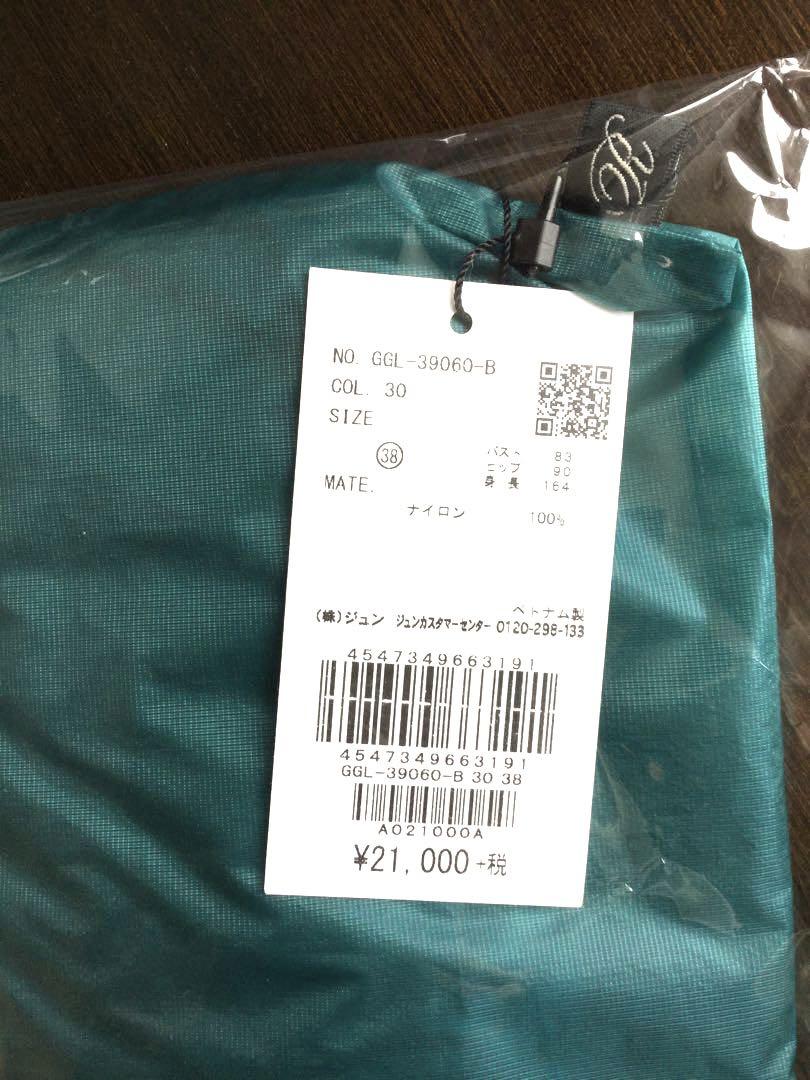 NO. GGL-39060-B
COL. 30
SIZE
38
バスト 83
ヒップ 90
身長 164
MATE.
ナイロン 100%
ベトナム製
(株)ジュン ジュンカスタマーセンター 0120-298-133
4547349663191
4547349663191
GGL-39060-B 30 38
A021000A
¥21,000+税